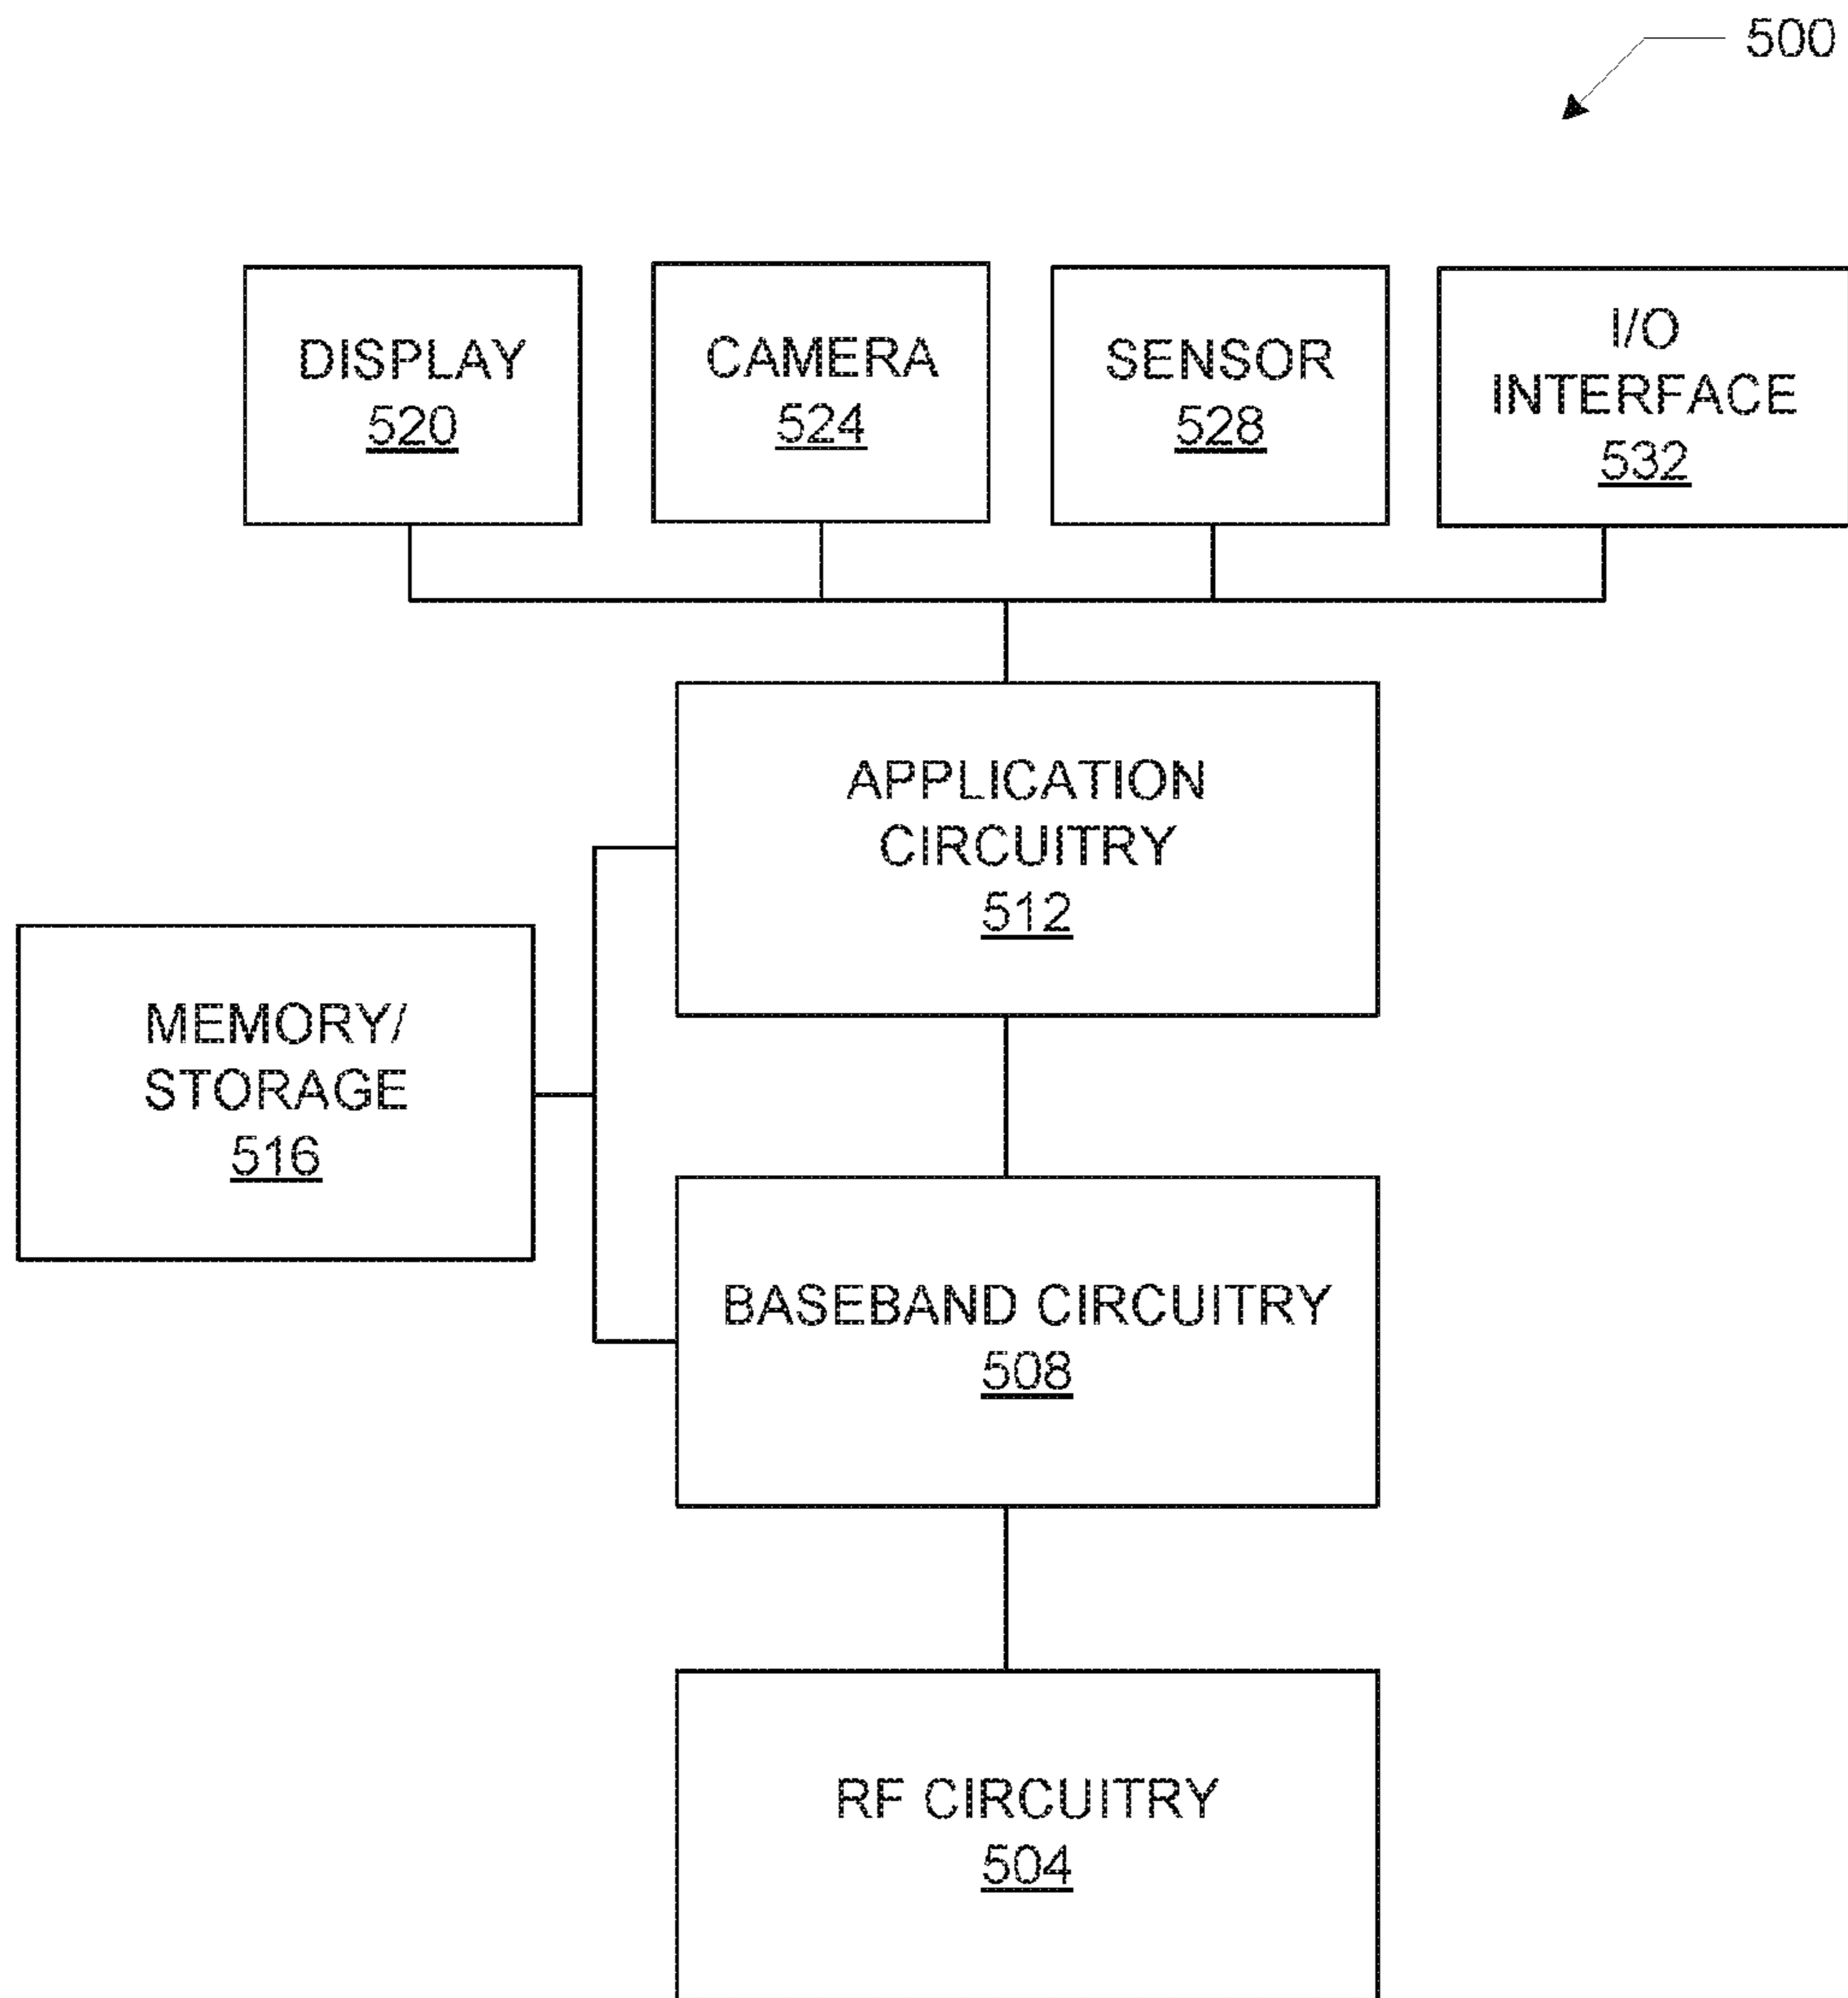 500
DISPLAY
520
CAMERA
524
SENSOR
528
I/O
INTERFACE
532
APPLICATION
CIRCUITRY
512
MEMORY/
STORAGE
516
BASEBAND CIRCUITRY
508
RF CIRCUITRY
504